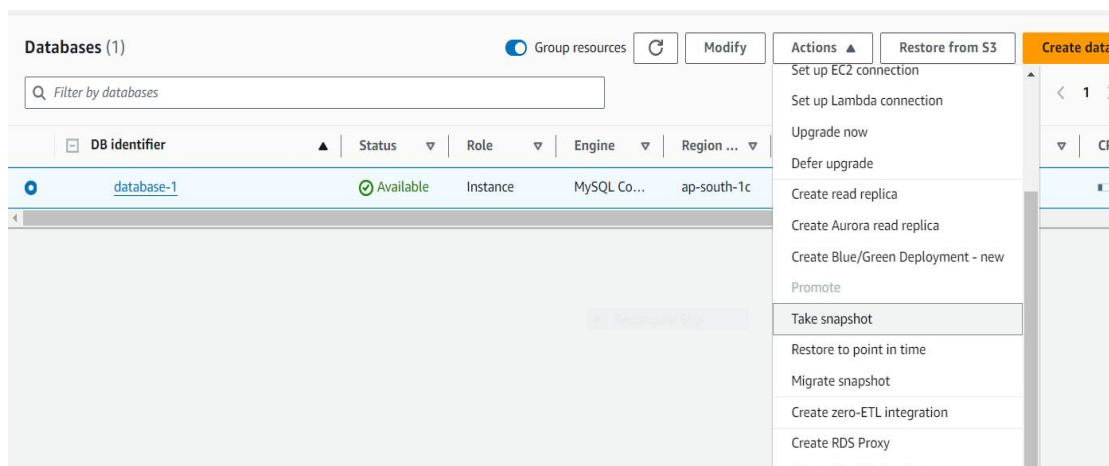 Databases (1) Group resources Modify Actions ▲ Restore from S3 Create data
Set up EC2 connection
Filter by databases < 1
Set up Lambda connection
Upgrade now
DB identifier ▲ Status Role Engine Region ... CP
Defer upgrade
database-1 Available Instance MySQL Co... ap-south-1c
Create read replica
Create Aurora read replica
Create Blue/Green Deployment - new
Promote
Take snapshot
Restore to point in time
Migrate snapshot
Create zero-ETL integration
Create RDS Proxy